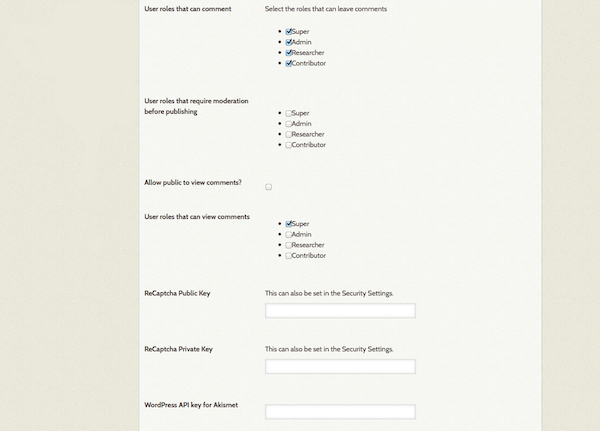 User roles that can comment
Select the roles that can leave comments
Super
Admin
Researcher
Contributor
User roles that require moderation
before publishing
Super
Admin
Researcher
Contributor
Allow public to view comments?
User roles that can view comments
Super
Admin
Researcher
Contributor
ReCaptcha Public Key
This can also be set in the Security Settings.
ReCaptcha Private Key
This can also be set in the Security Settings.
WordPress API key for Akismet